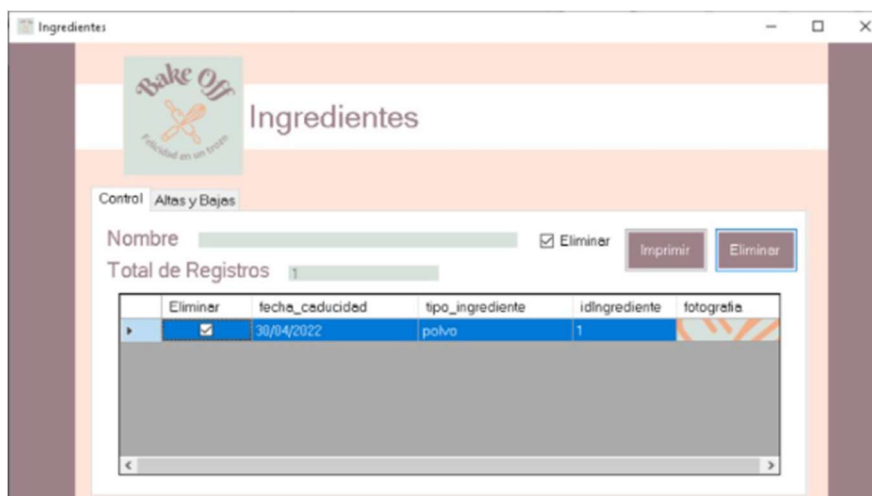 Ingredientes
Bake Off
Felicidad en un trozo
Ingredientes
Control Altas y Bajas
Nombre Eliminar Imprimir Eliminar
Total de Registros 1
Eliminar fecha_caducidad tipo_ingrediente idIngrediente fotografia
30/04/2022 polvo 1